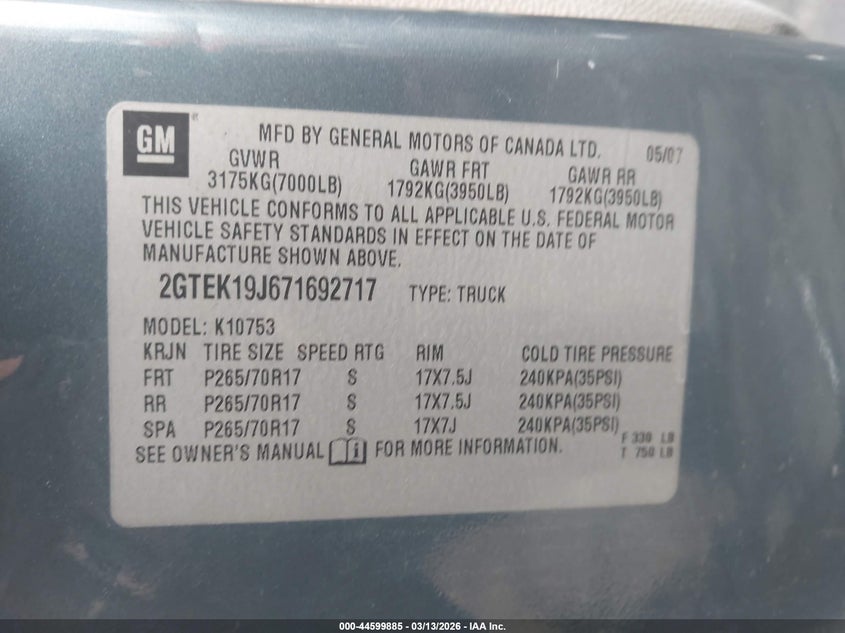 GM
MFD BY GENERAL MOTORS OF CANADA LTD. 05/07
GVWR GAWR FRT GAWR RR
3175KG(7000LB) 1792KG(3950LB) 1792KG(3950LB)
THIS VEHICLE CONFORMS TO ALL APPLICABLE U.S. FEDERAL MOTOR
VEHICLE SAFETY STANDARDS IN EFFECT ON THE DATE OF
MANUFACTURE SHOWN ABOVE.
2GTEK19J671692717 TYPE: TRUCK
MODEL: K10753
KRJN TIRE SIZE SPEED RTG RIM COLD TIRE PRESSURE
FRT P265/70R17 S 17X7.5J 240KPA(35PSI)
RR P265/70R17 S 17X7.5J 240KPA(35PSI)
SPA P265/70R17 S 17X7J 240KPA(35PSI)
F 330 LB
SEE OWNER'S MANUAL i FOR MORE INFORMATION. T 750 LB
000-44599885 — 03/13/2026 — IAA Inc.